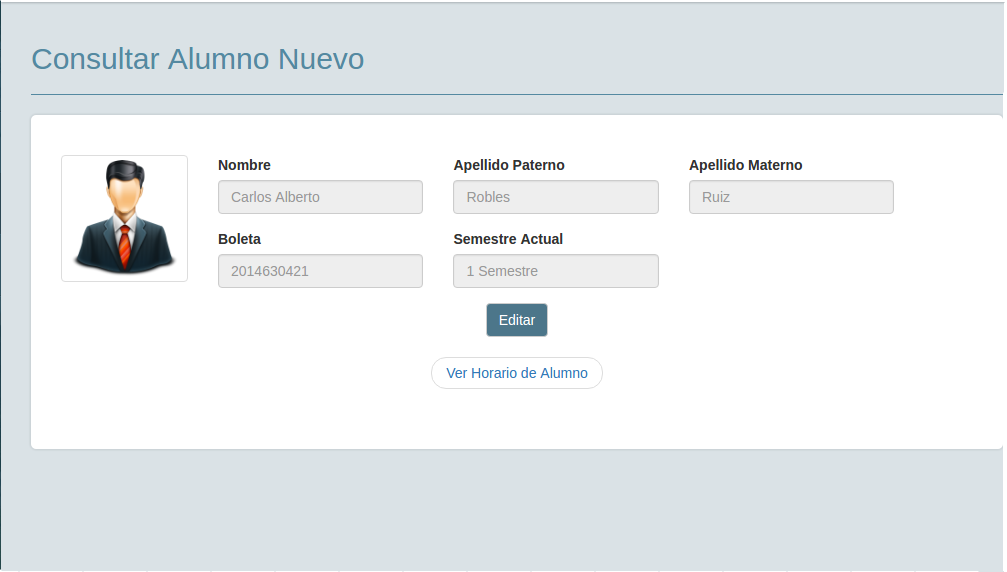 Consultar Alumno Nuevo
Nombre Apellido Paterno Apellido Materno
Carlos Alberto Robles Ruiz
Boleta Semestre Actual
2014630421 1 Semestre
Editar
Ver Horario de Alumno